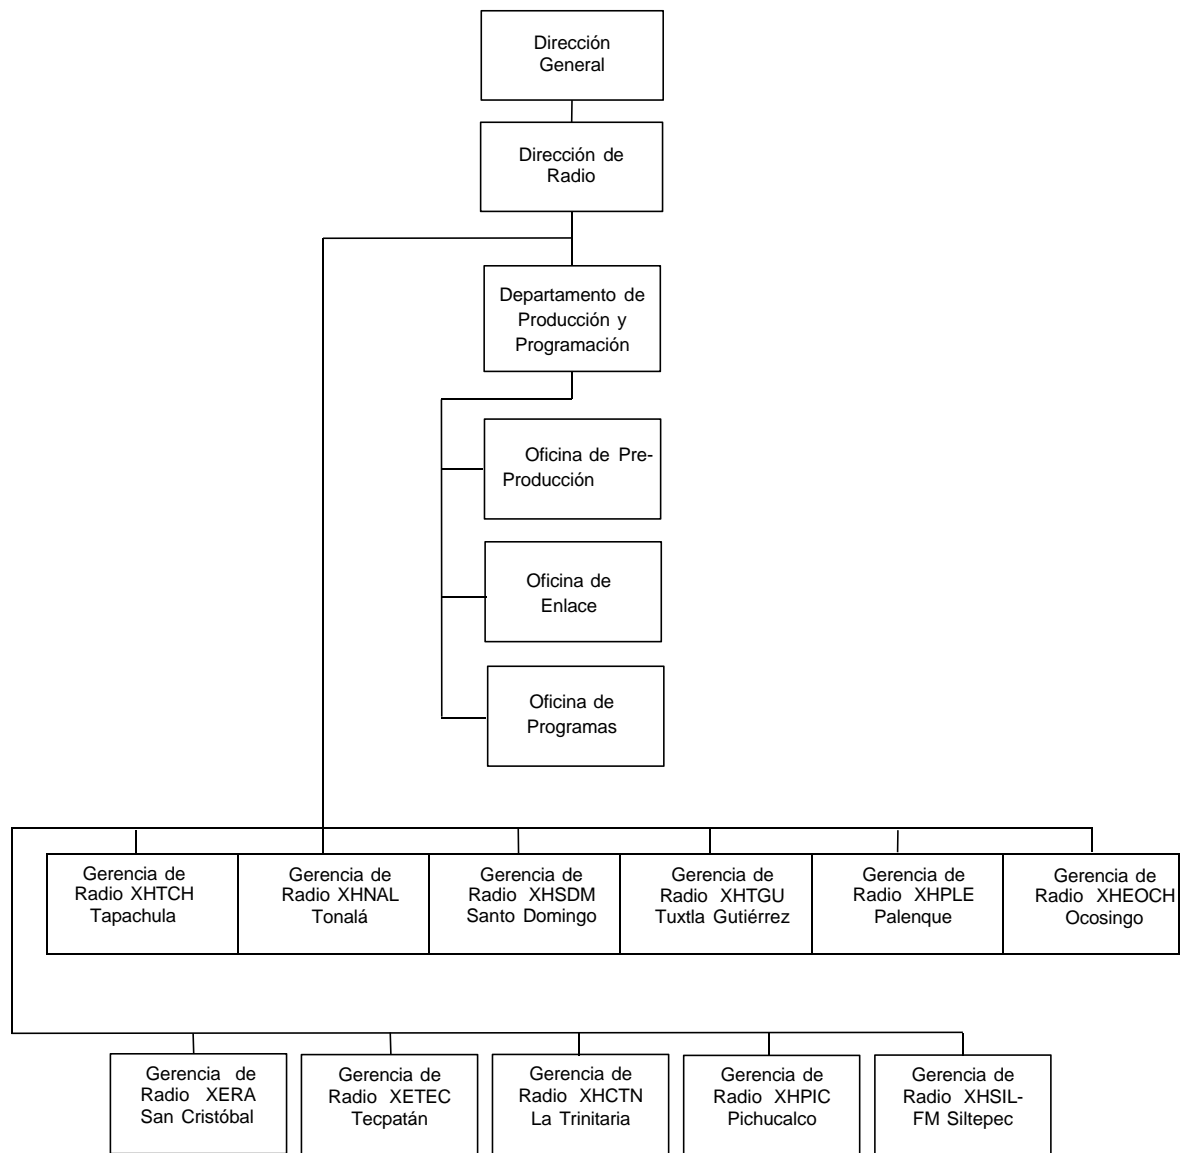 Dirección
General
Dirección de
Radio
Departamento de
Producción y
Programación
Oficina de Pre-
Producción
Oficina de
Enlace
Oficina de
Programas
Gerencia de
Radio XHTCH
Tapachula
Gerencia de
Radio XHNAL
Tonalá
Gerencia de
Radio XHSDM
Santo Domingo
Gerencia de
Radio XHTGU
Tuxtla Gutiérrez
Gerencia de
Radio XHPLE
Palenque
Gerencia de
Radio XHEOCH
Ocosingo
Gerencia de
Radio XERA
San Cristóbal
Gerencia de
Radio XETEC
Tecpatán
Gerencia de
Radio XHCTN
La Trinitaria
Gerencia de
Radio XHPIC
Pichucalco
Gerencia de
Radio XHSIL-
FM Siltepec